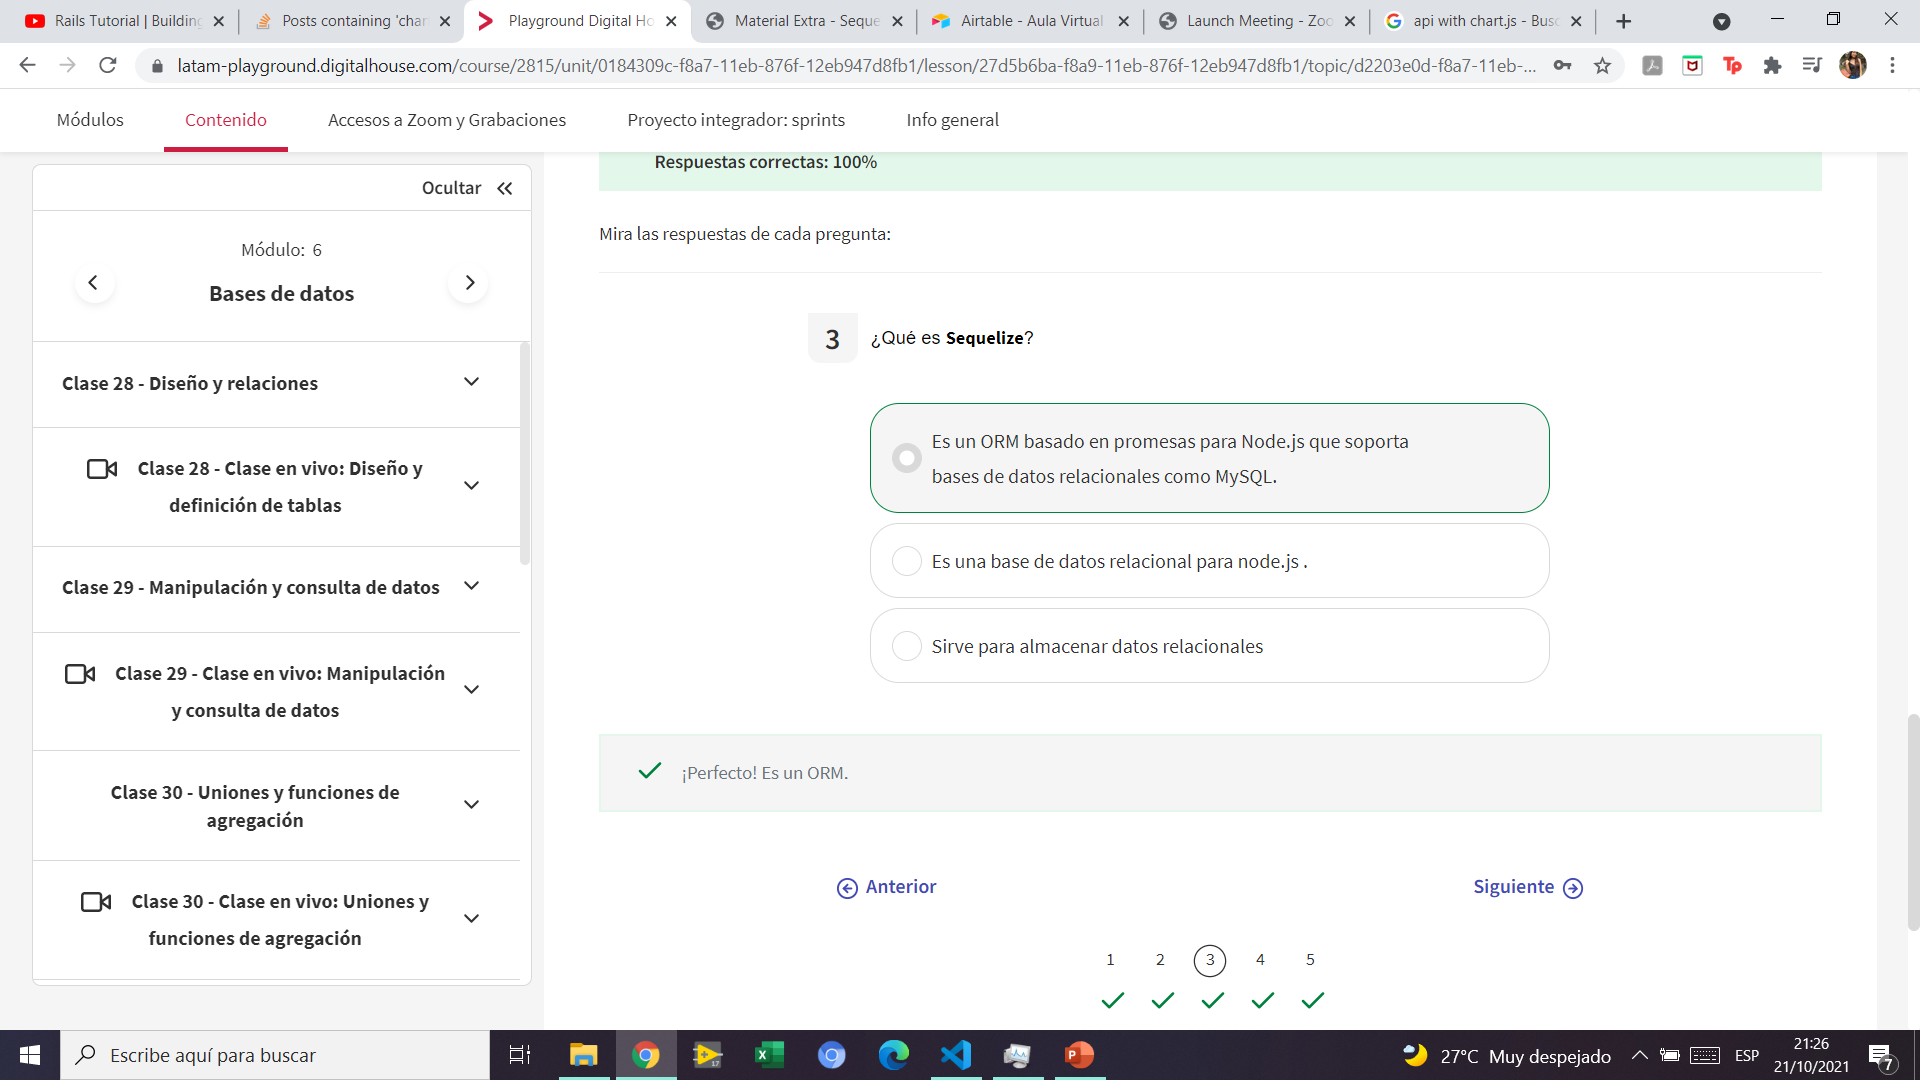 Rails Tutorial | Building
Posts containing 'char
Playground Digital Ho
Material Extra - Seque
Airtable - Aula Virtual
Launch Meeting - Zoo
api with chart.js - Busc
latam-playground.digitalhouse.com/course/2815/unit/0184309c-f8a7-11eb-876f-12eb947d8fb1/lesson/27d5b6ba-f8a9-11eb-876f-12eb947d8fb1/topic/d2203e0d-f8a7-11eb-...
Módulos
Contenido
Accesos a Zoom y Grabaciones
Proyecto integrador: sprints
Info general
Ocultar
Módulo: 6
Bases de datos
Clase 28 - Diseño y relaciones
Clase 28 - Clase en vivo: Diseño y
definición de tablas
Clase 29 - Manipulación y consulta de datos
Clase 29 - Clase en vivo: Manipulación
y consulta de datos
Clase 30 - Uniones y funciones de
agregación
Clase 30 - Clase en vivo: Uniones y
funciones de agregación
Respuestas correctas: 100%
Mira las respuestas de cada pregunta:
3
¿Qué es Sequelize?
Es un ORM basado en promesas para Node.js que soporta
bases de datos relacionales como MySQL.
Es una base de datos relacional para node.js .
Sirve para almacenar datos relacionales
¡Perfecto! Es un ORM.
Anterior
Siguiente
1 2 3 4 5
Escribe aquí para buscar
27°C Muy despejado
ESP
21:26
21/10/2021
7